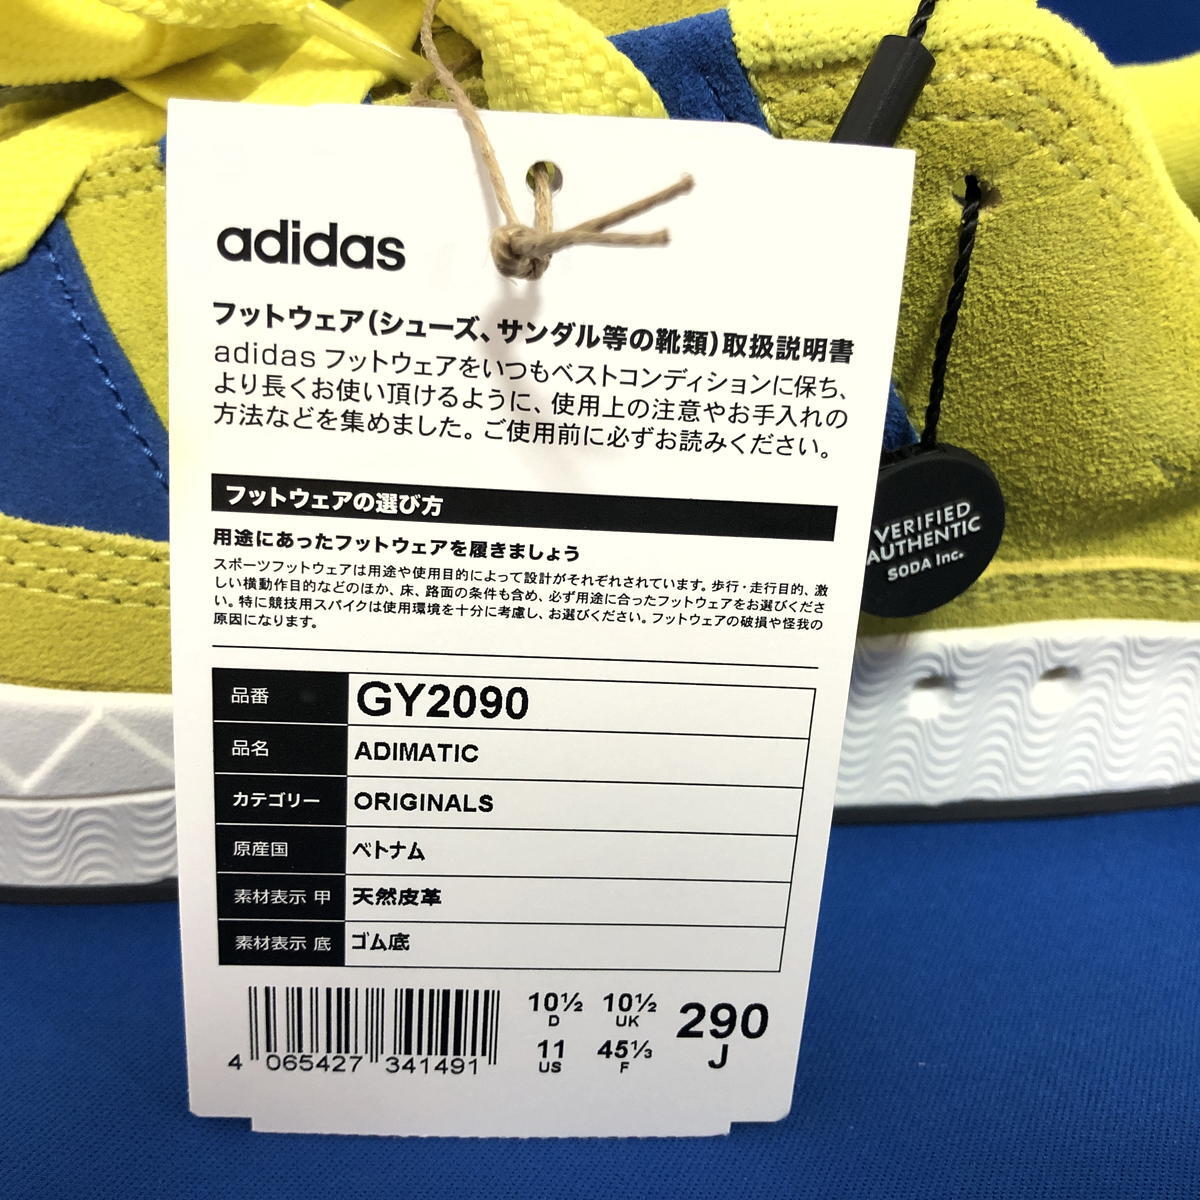 adidas
フットウェア(シューズ、サンダル等の靴類)取扱説明書
adidas フットウェアをいつもベストコンディションに保ち、
より長くお使い頂けるように、使用上の注意やお手入れの
方法などを集めました。ご使用前に必ずお読みください。
フットウェアの選び方
用途にあったフットウェアを履きましょう
スポーツフットウェアは用途や使用目的によって設計がそれぞれされています。歩行・走行目的、激
しい横動作目的などのほか、床、路面の条件も含め、必ず用途に合ったフットウェアをお選びくださ
い。特に競技用スパイクは使用環境を十分に考慮し、お選びください。フットウェアの破損や怪我の
原因になります。
品番 GY2090
品名 ADIMATIC
カテゴリー ORIGINALS
原産国 ベトナム
素材表示 甲 天然皮革
素材表示 底 ゴム底
4 065427 341491
10½ 10½ 290
D UK J
11 45⅓
US F
VERIFIED
AUTHENTIC
SODA Inc.